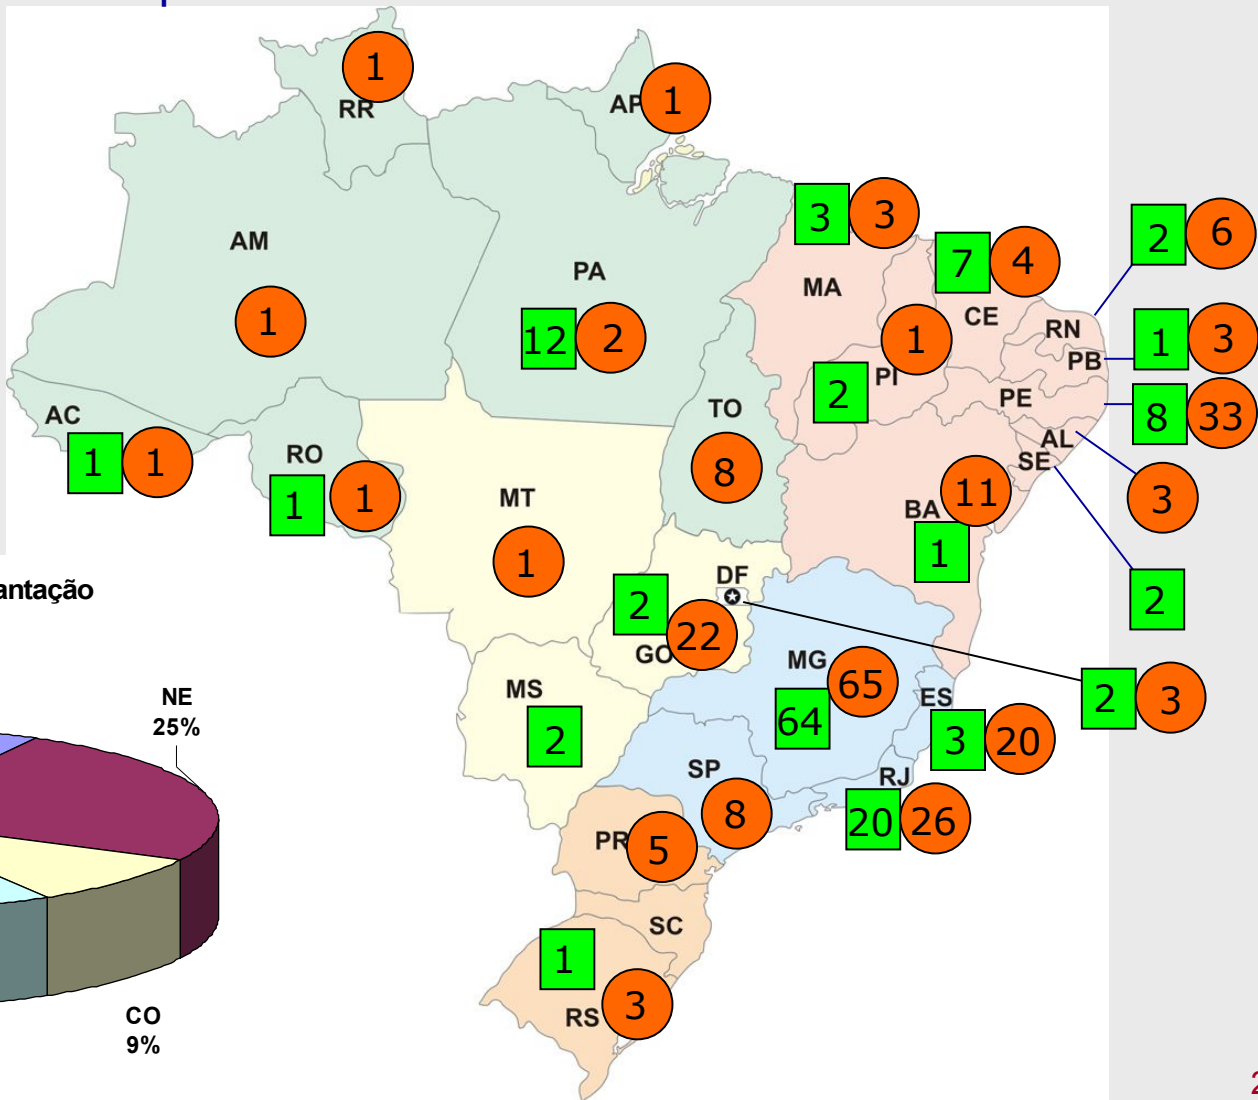 1
RR
1
AP
3
3
2
6
AM
7
4
PA
MA
CE
1
RN
1
3
12
2
1
PB
PI
2
PE
8
33
AC
TO
AL
SE
1
1
RO
8
3
1
1
MT
11
BA
1
1
antação
DF
2
2
22
GO
MG
65
2
3
64
MS
2
ES
3
20
NE
25%
SP
RJ
8
20
26
PR
5
SC
1
RS
3
CO
9%